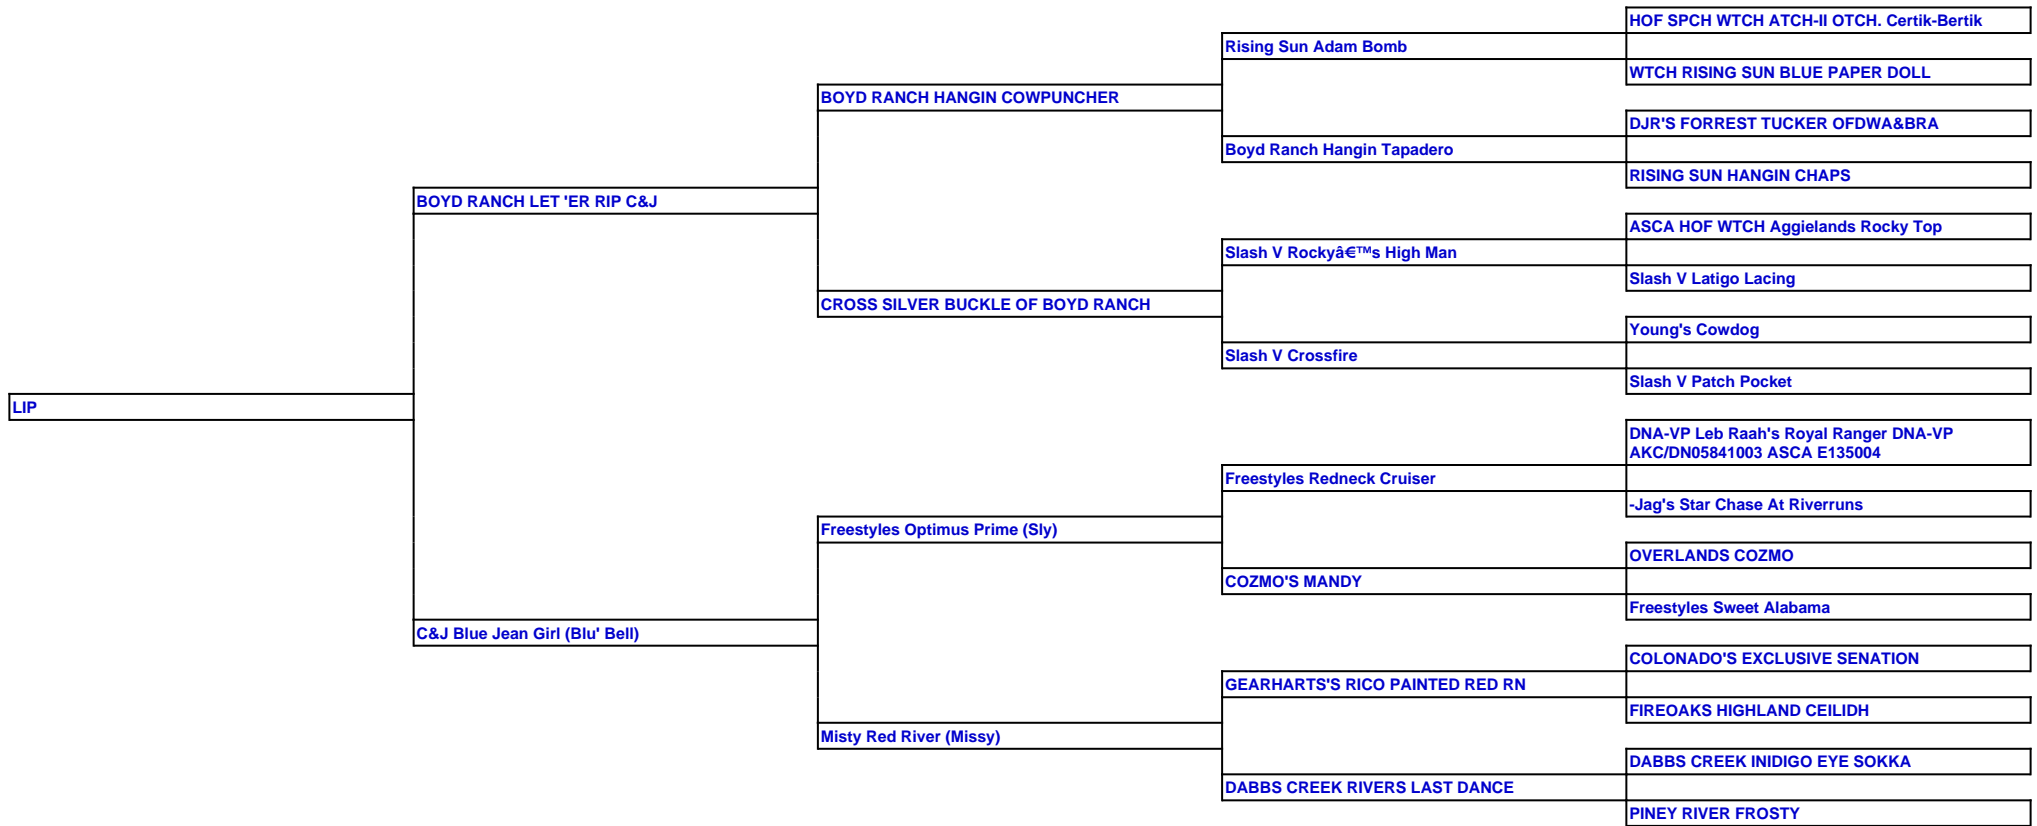 HOF SPCH WTCH ATCH-II OTCH. Certik-Bertik
Rising Sun Adam Bomb
WTCH RISING SUN BLUE PAPER DOLL
BOYD RANCH HANGIN COWPUNCHER
DJR'S FORREST TUCKER OFDWA&BRA
Boyd Ranch Hangin Tapadero
RISING SUN HANGIN CHAPS
BOYD RANCH LET 'ER RIP C&J
ASCA HOF WTCH Aggielands Rocky Top
Slash V Rockyâ€™s High Man
Slash V Latigo Lacing
CROSS SILVER BUCKLE OF BOYD RANCH
Young's Cowdog
Slash V Crossfire
Slash V Patch Pocket
LIP
DNA-VP Leb Raah's Royal Ranger DNA-VP
AKC/DN05841003 ASCA E135004
Freestyles Redneck Cruiser
-Jag's Star Chase At Riverruns
Freestyles Optimus Prime (Sly)
OVERLANDS COZMO
COZMO'S MANDY
Freestyles Sweet Alabama
C&J Blue Jean Girl (Blu' Bell)
COLONADO'S EXCLUSIVE SENATION
GEARHARTS'S RICO PAINTED RED RN
FIREOAKS HIGHLAND CEILIDH
Misty Red River (Missy)
DABBS CREEK INIDIGO EYE SOKKA
DABBS CREEK RIVERS LAST DANCE
PINEY RIVER FROSTY